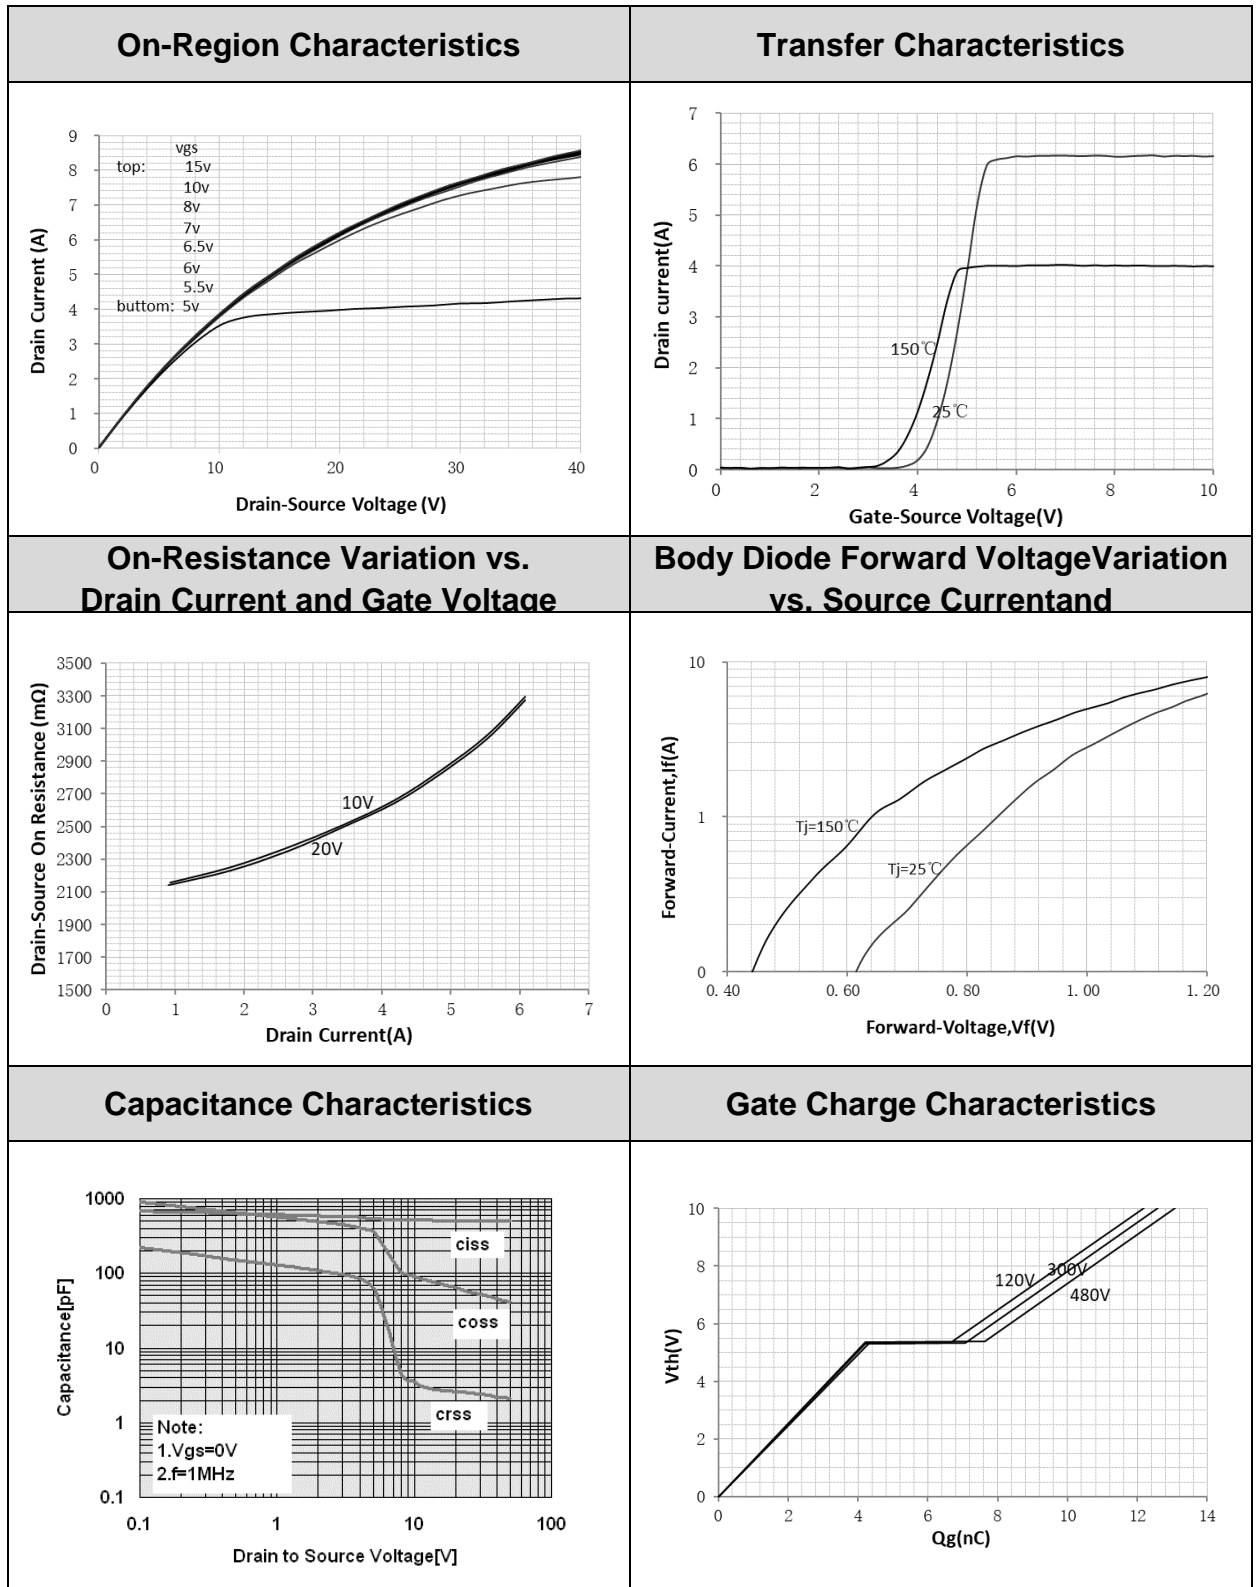 On-Region Characteristics
Transfer Characteristics
9
8
7
6
5
4
3
2
1
0
vgs
top: 15v
10v
8v
7v
6.5v
6v
5.5v
buttom: 5v
0 10 20 30 40
Drain Current (A)
Drain-Source Voltage (V)
7
6
5
4
3
2
1
0
150℃
25℃
0 2 4 6 8 10
Drain current(A)
Gate-Source Voltage(V)
On-Resistance Variation vs.
Drain Current and Gate Voltage
Body Diode Forward VoltageVariation
vs. Source Currentand
3500
3300
3100
2900
2700
2500
2300
2100
1900
1700
1500
10V
20V
0 1 2 3 4 5 6 7
Drain-Source On Resistance (mΩ)
Drain Current(A)
10
1
0
Tj=150℃
Tj=25℃
0.40 0.60 0.80 1.00 1.20
Forward-Current,If(A)
Forward-Voltage,Vf(V)
Capacitance Characteristics
Gate Charge Characteristics
1000
100
10
1
0.1
ciss
coss
crss
Note:
1.Vgs=0V
2.f=1MHz
0.1 1 10 100
Capacitance[pF]
Drain to Source Voltage[V]
10
8
6
4
2
0
120V
300V
480V
0 2 4 6 8 10 12 14
Vth(V)
Qg(nC)